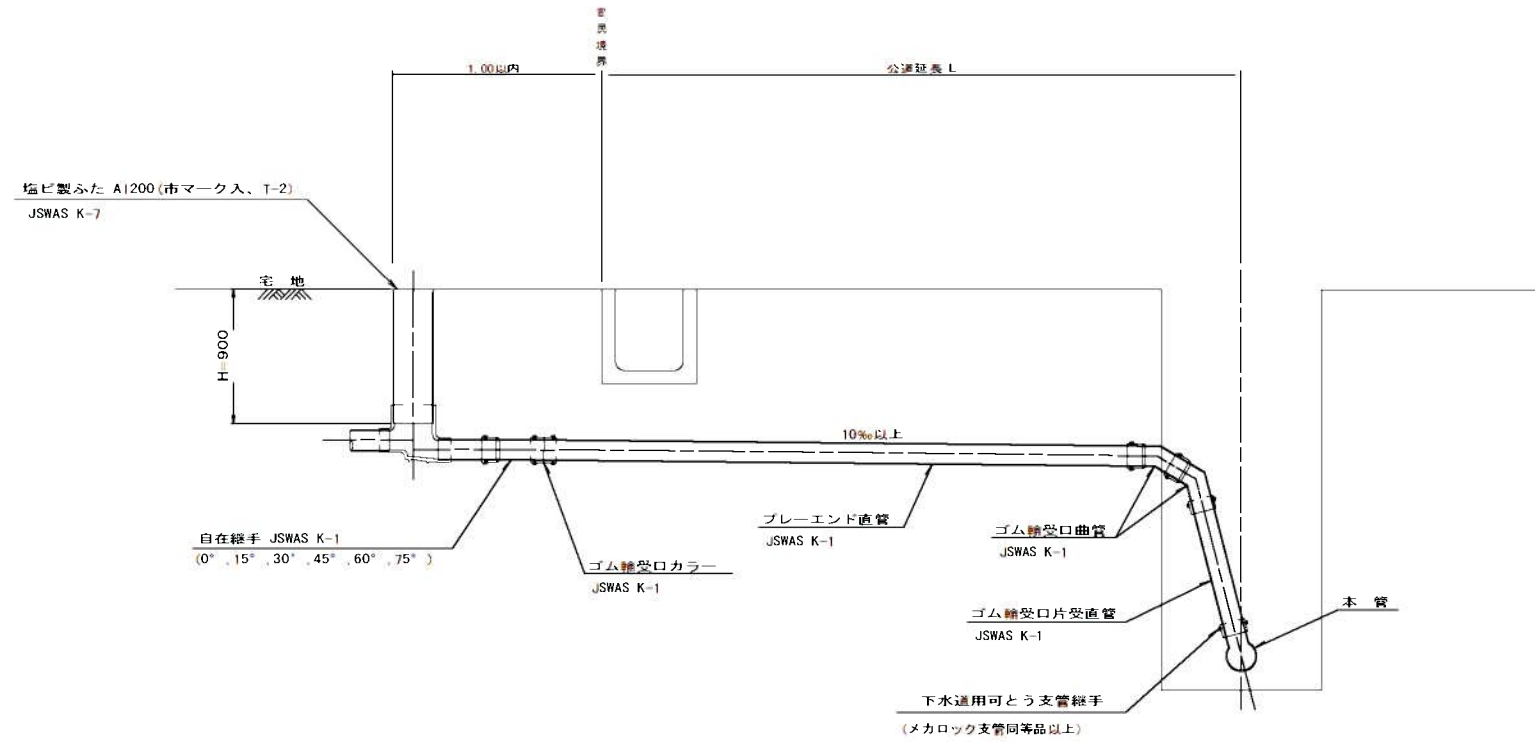 官民境界
1.00以内
公道延長 L
塩ビ製ふた A1200(市マーク入、T-2)
JSWAS K-7
宅 地
H=900
10‰以上
自在継手 JSWAS K-1
(0°,15°,30°,45°,60°,75°)
ゴム輪受口カラー
JSWAS K-1
プレーエンド直管
JSWAS K-1
ゴム輪受口曲管
JSWAS K-1
ゴム輪受口片受直管
JSWAS K-1
本 管
下水道用可とう支管継手
(メカロック支管同等品以上)